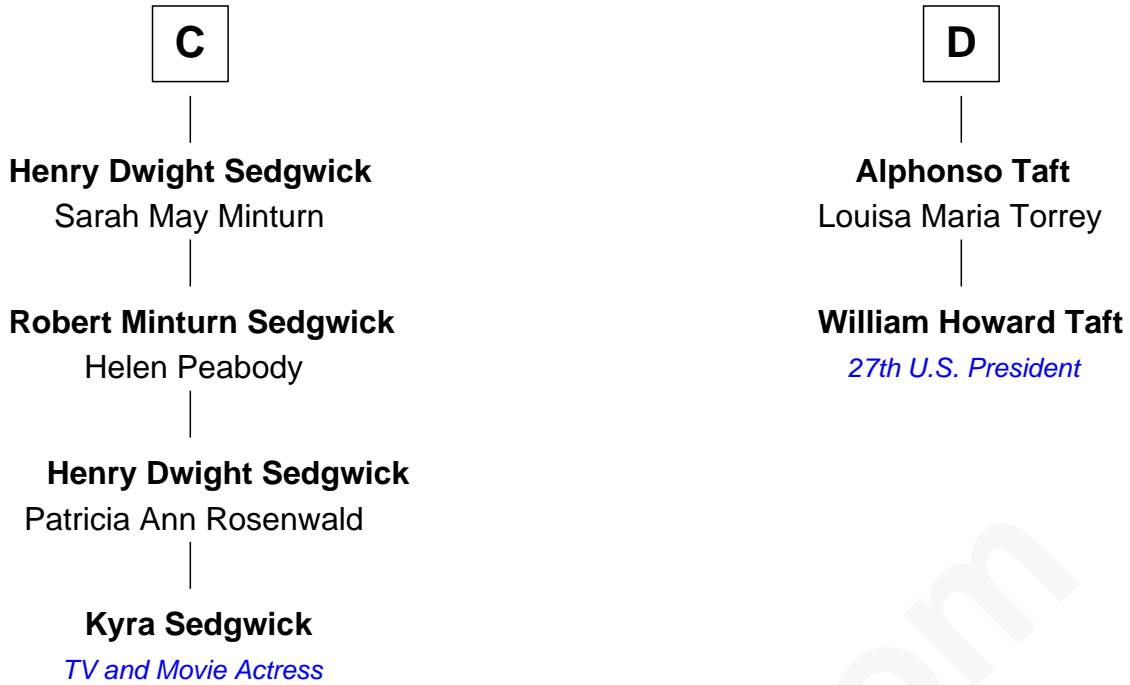 C
Henry Dwight Sedgwick
Sarah May Minturn
Robert Minturn Sedgwick
Helen Peabody
Henry Dwight Sedgwick
Patricia Ann Rosenwald
Kyra Sedgwick
TV and Movie Actress
D
Alphonso Taft
Louisa Maria Torrey
William Howard Taft
27th U.S. President
om